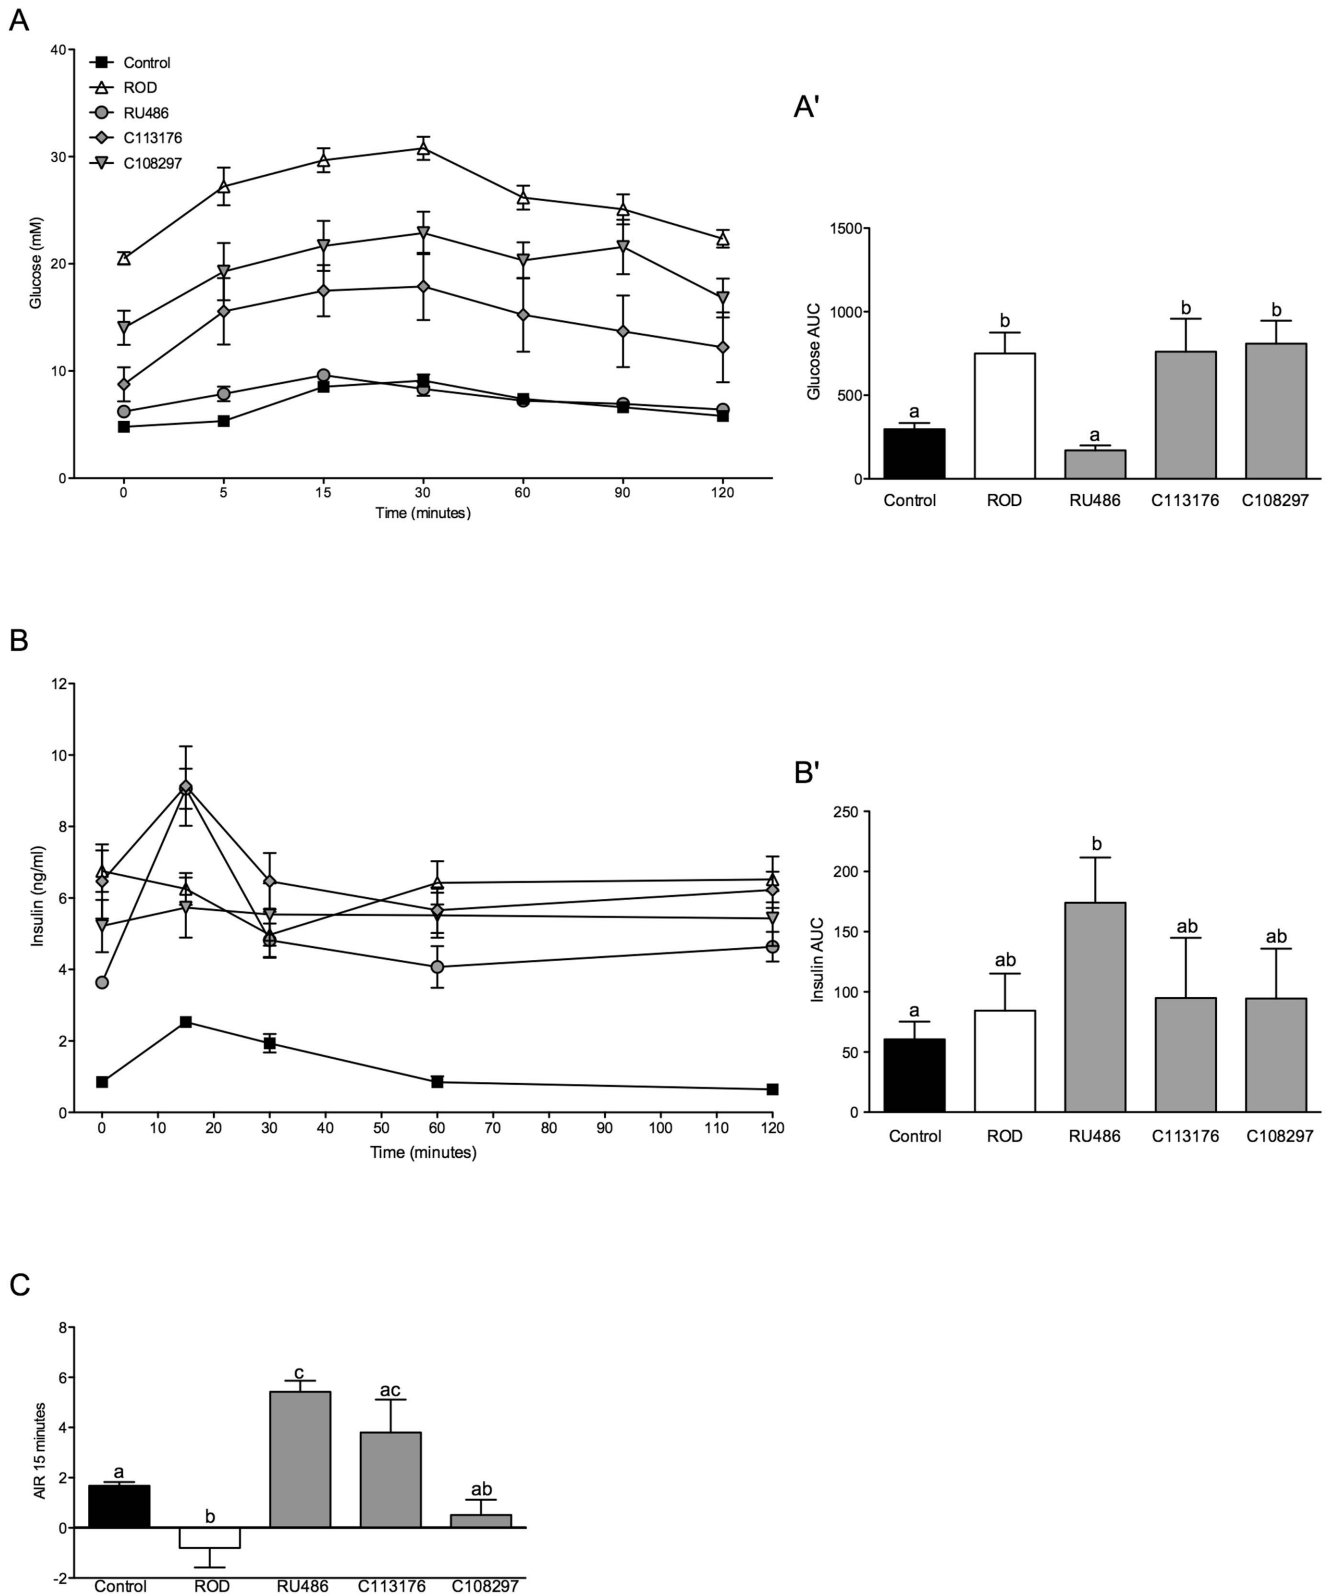 A
40
30
20
10
0
Glucose (mM)
Control
ROD
RU486
C113176
C108297
0 5 15 30 60 90 120
Time (minutes)
A'
1500
1000
500
0
Glucose AUC
a b a b b
Control ROD RU486 C113176 C108297
B
12
10
8
6
4
2
0
Insulin (ng/ml)
0 10 20 30 40 50 60 70 80 90 100 110 120
Time (minutes)
B'
250
200
150
100
50
0
Insulin AUC
a ab b ab ab
Control ROD RU486 C113176 C108297
C
8
6
4
2
0
-2
AIR 15 minutes
a b c ac ab
Control ROD RU486 C113176 C108297